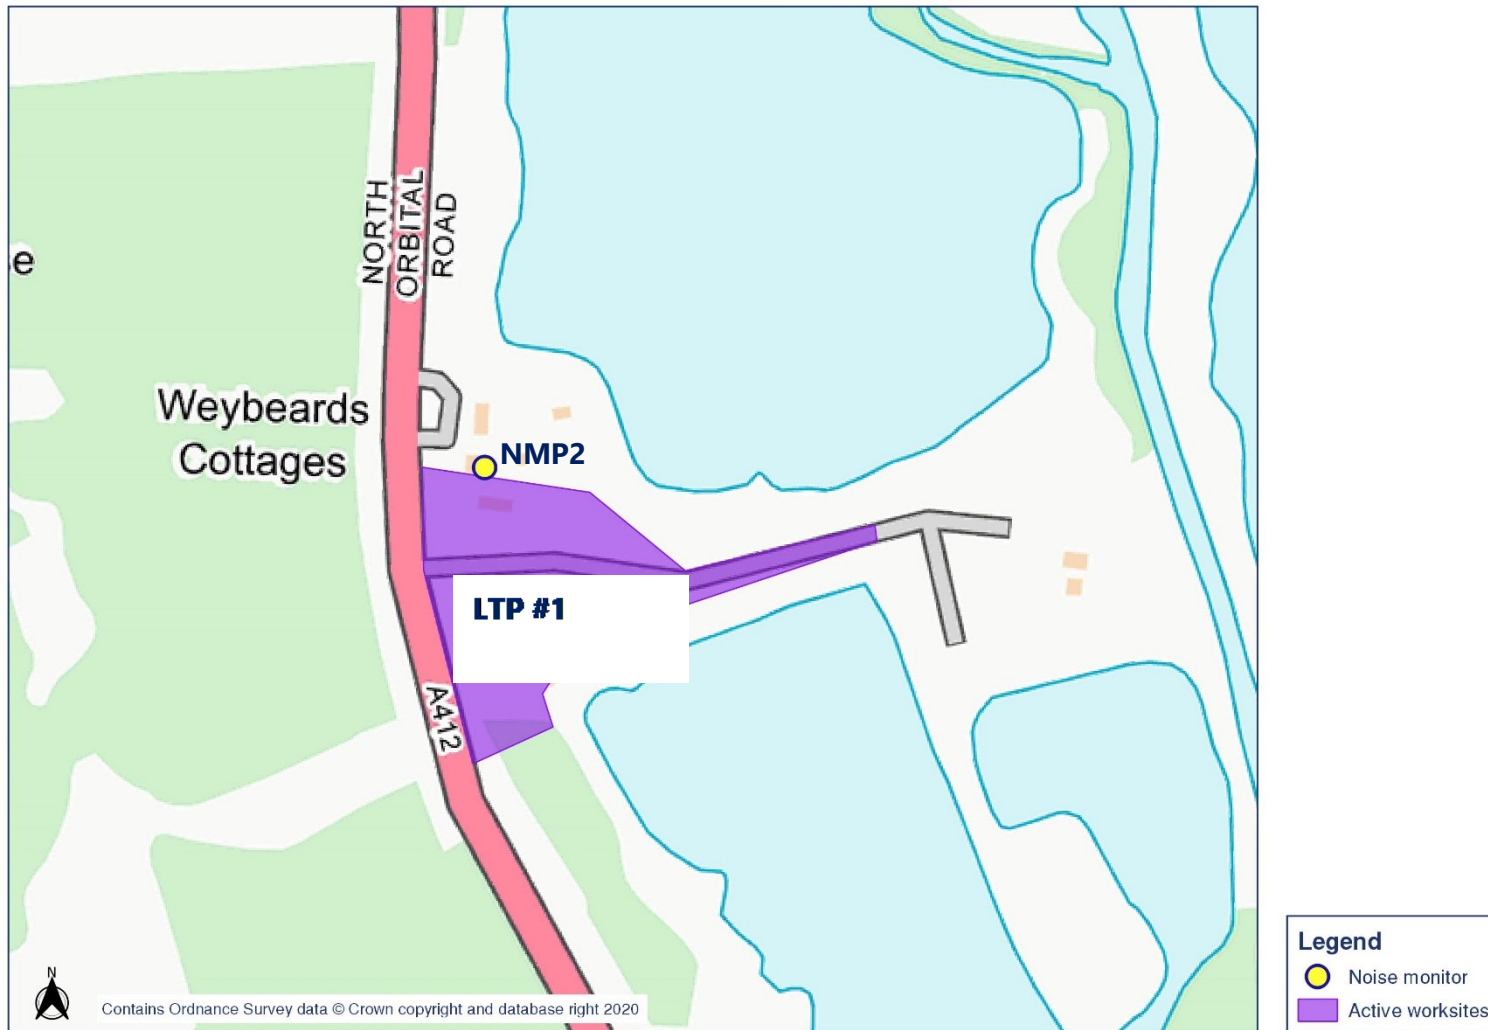 NORTH
ORBITAL
ROAD
se
Weybeards
Cottages
NMP2
LTP #1
A412
N
Contains Ordnance Survey data © Crown copyright and database right 2020
Legend
Noise monitor
Active worksites